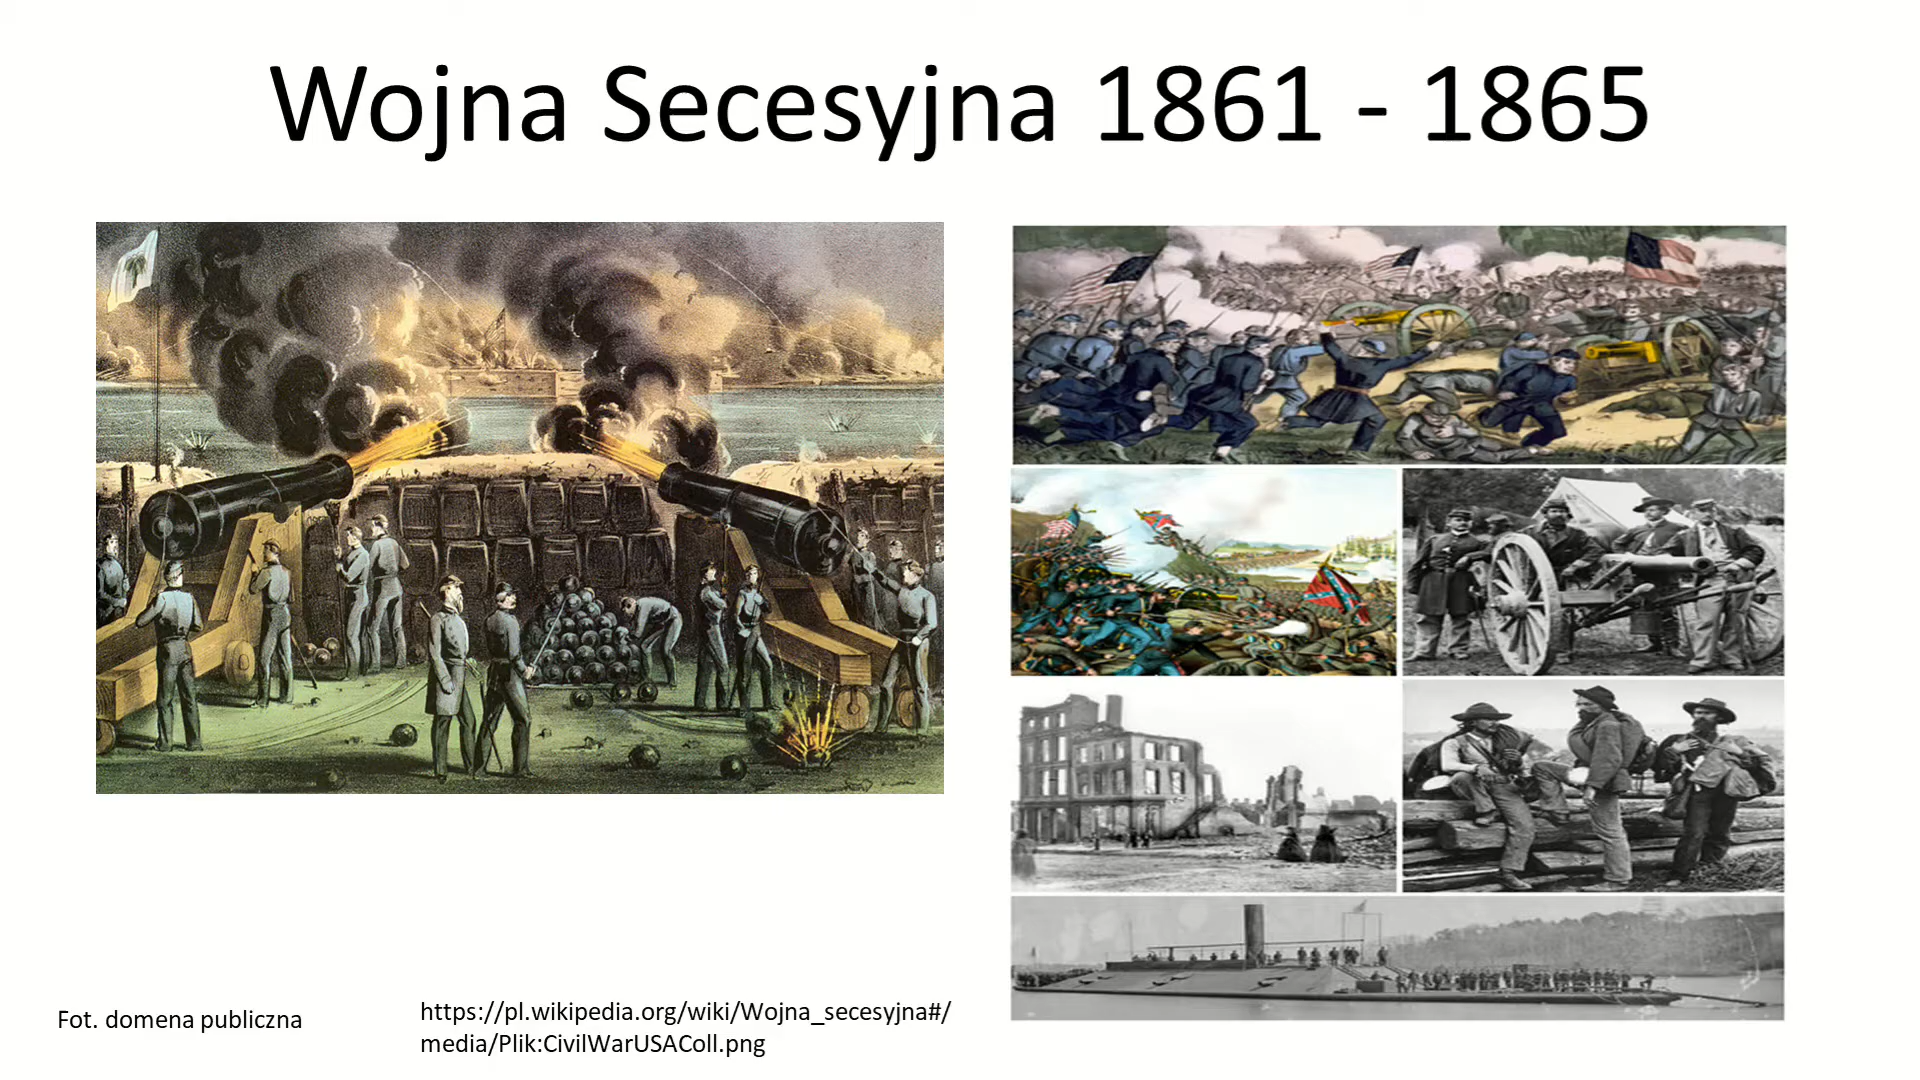 Wojna Secesyjna 1861 - 1865
Fot. domena publiczna
https://pl.wikipedia.org/wiki/Wojna_secesyjna#/
media/Plik:CivilWarUSAColl.png